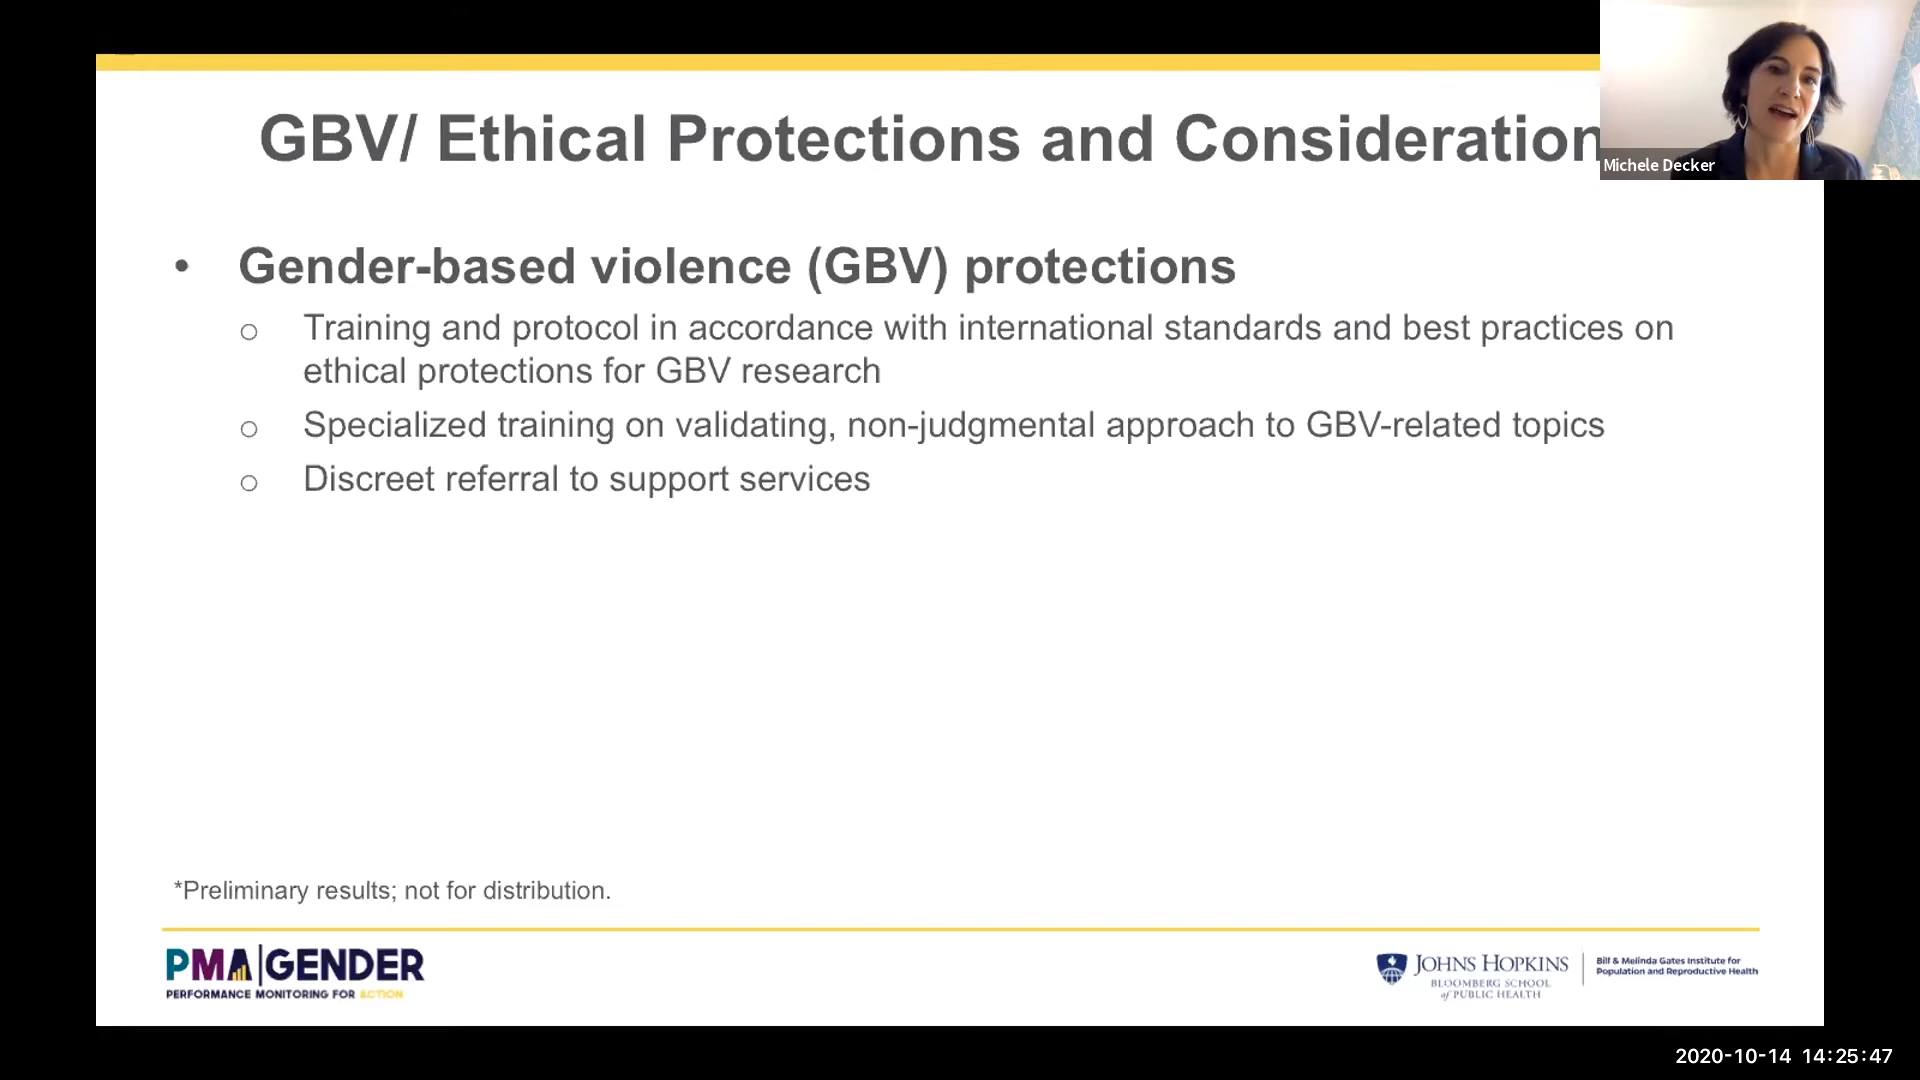 GBV/ Ethical Protections and Consideration
Michele Decker
• Gender-based violence (GBV) protections
o Training and protocol in accordance with international standards and best practices on
ethical protections for GBV research
o Specialized training on validating, non-judgmental approach to GBV-related topics
o Discreet referral to support services
*Preliminary results; not for distribution.
PMA|GENDER
PERFORMANCE MONITORING FOR ACTION
JOHNS HOPKINS
BLOOMBERG SCHOOL
of PUBLIC HEALTH
Bill & Melinda Gates Institute for
Population and Reproductive Health
2020-10-14 14:25:47